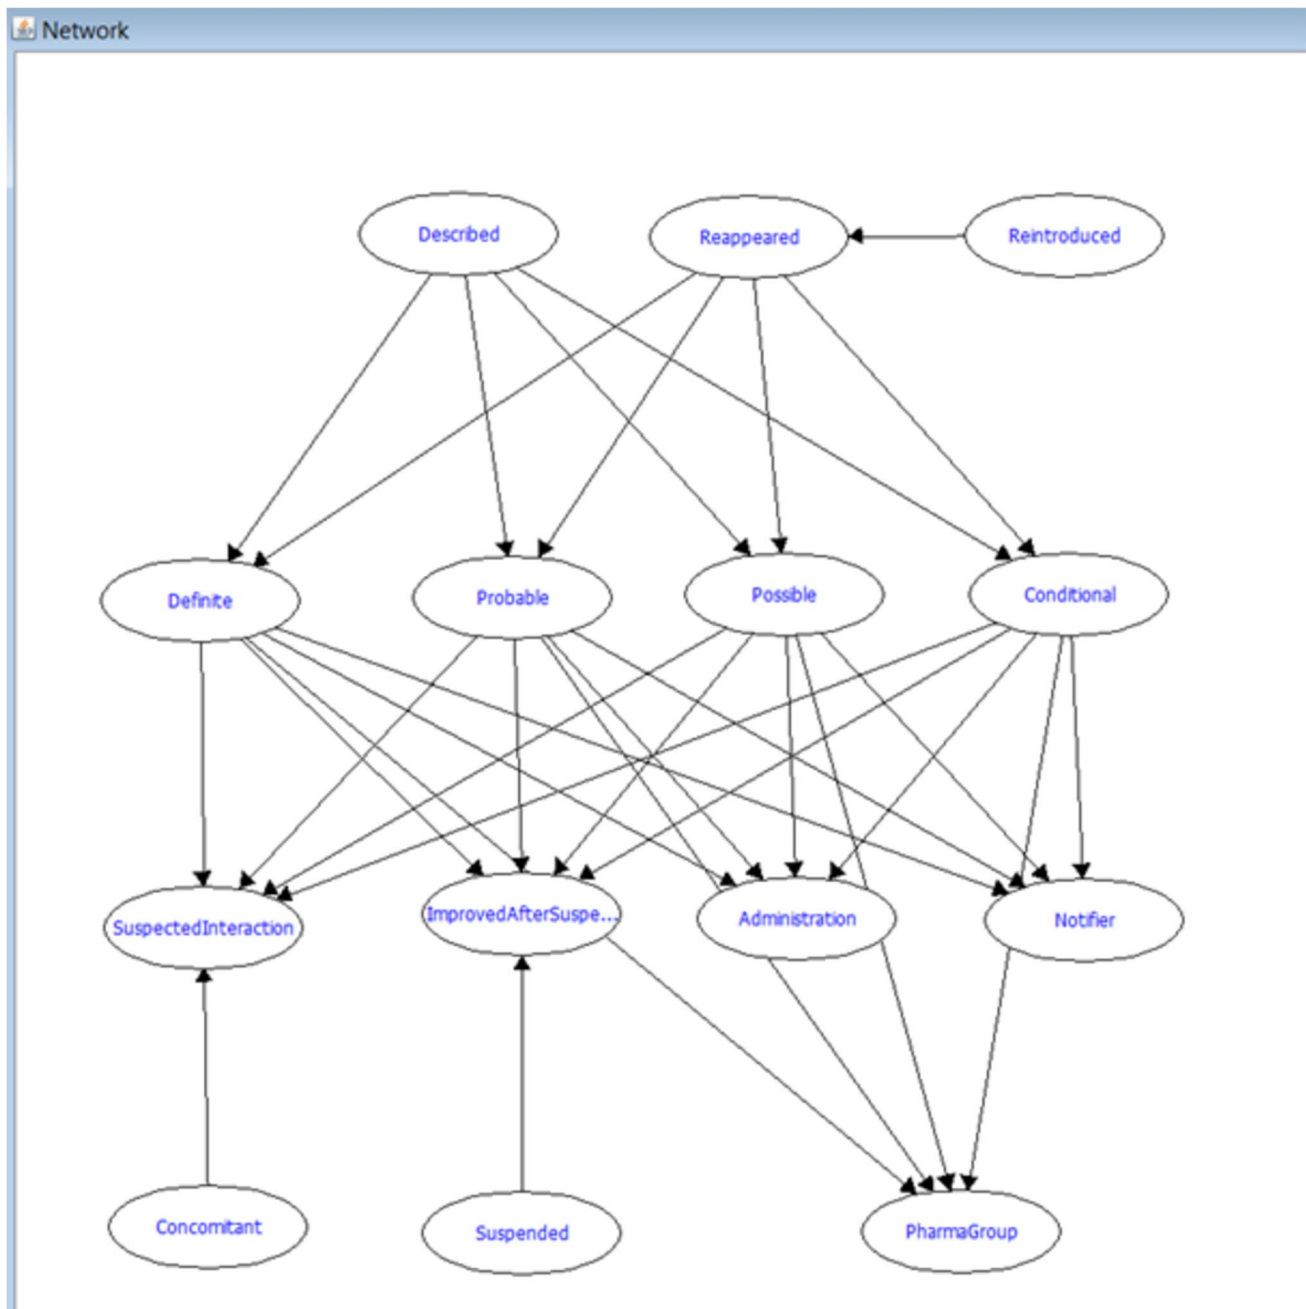 Network
Described
Reappeared
Reintroduced
Definite
Probable
Possible
Conditional
SuspectedInteraction
ImprovedAfterSuspe...
Administration
Notifier
Concomitant
Suspended
PharmaGroup